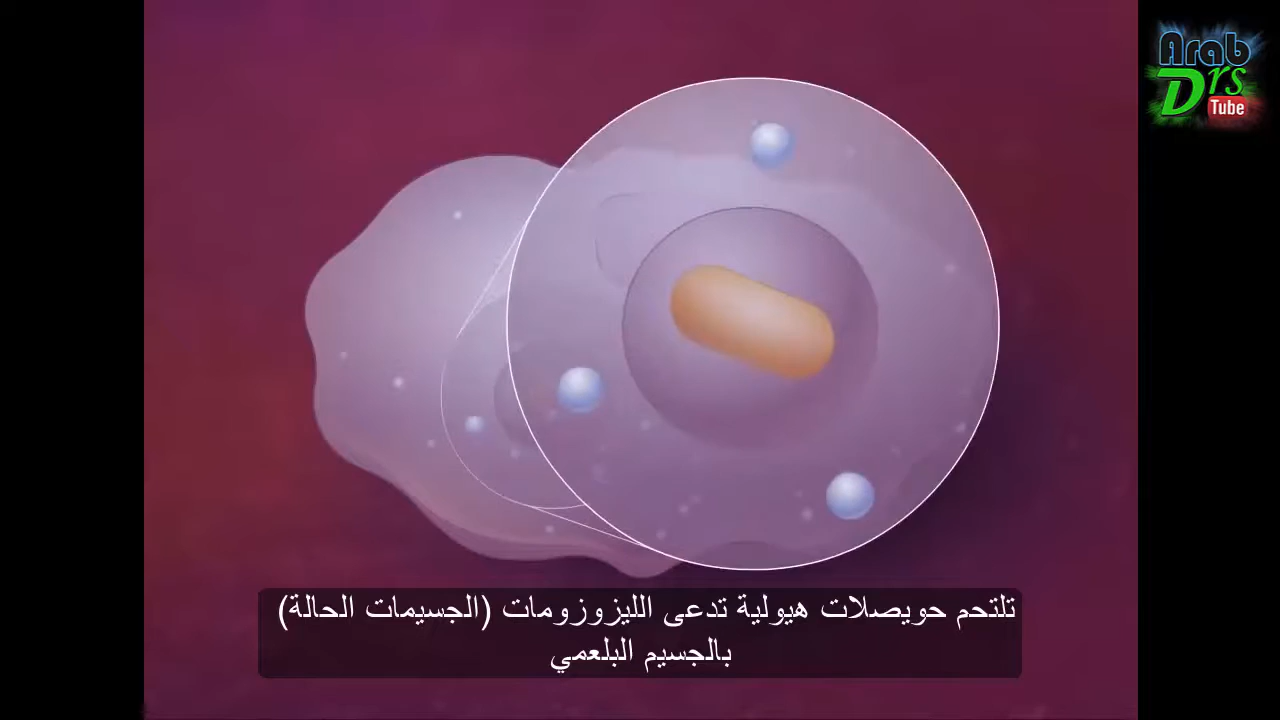 Arab
Drs
Tube
تلتحم حويصلات هيولية تدعى الليزوزومات (الجسيمات الحالة)
بالجسيم البلعمي